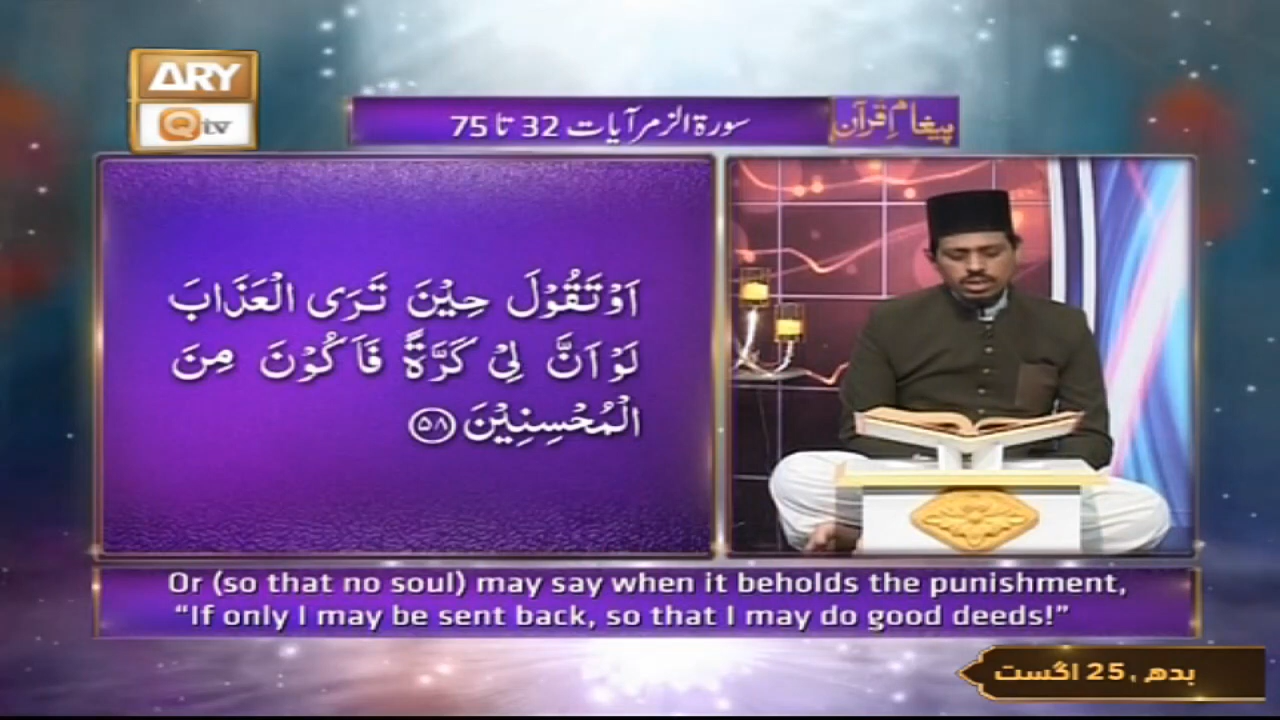 ARY
Qtv
سورۃ الزمر آیات 32 تا 75
پیغامِ قرآن
اَوْ تَقُوْلَ حِیْنَ تَرَی الْعَذَابَ
لَوْ اَنَّ لِیْ كَرَّةً فَاَكُوْنَ مِنَ
الْمُحْسِنِیْنَ ﴿۵۸﴾
Or (so that no soul) may say when it beholds the punishment,
“If only I may be sent back, so that I may do good deeds!”
بدھ , 25 اگست